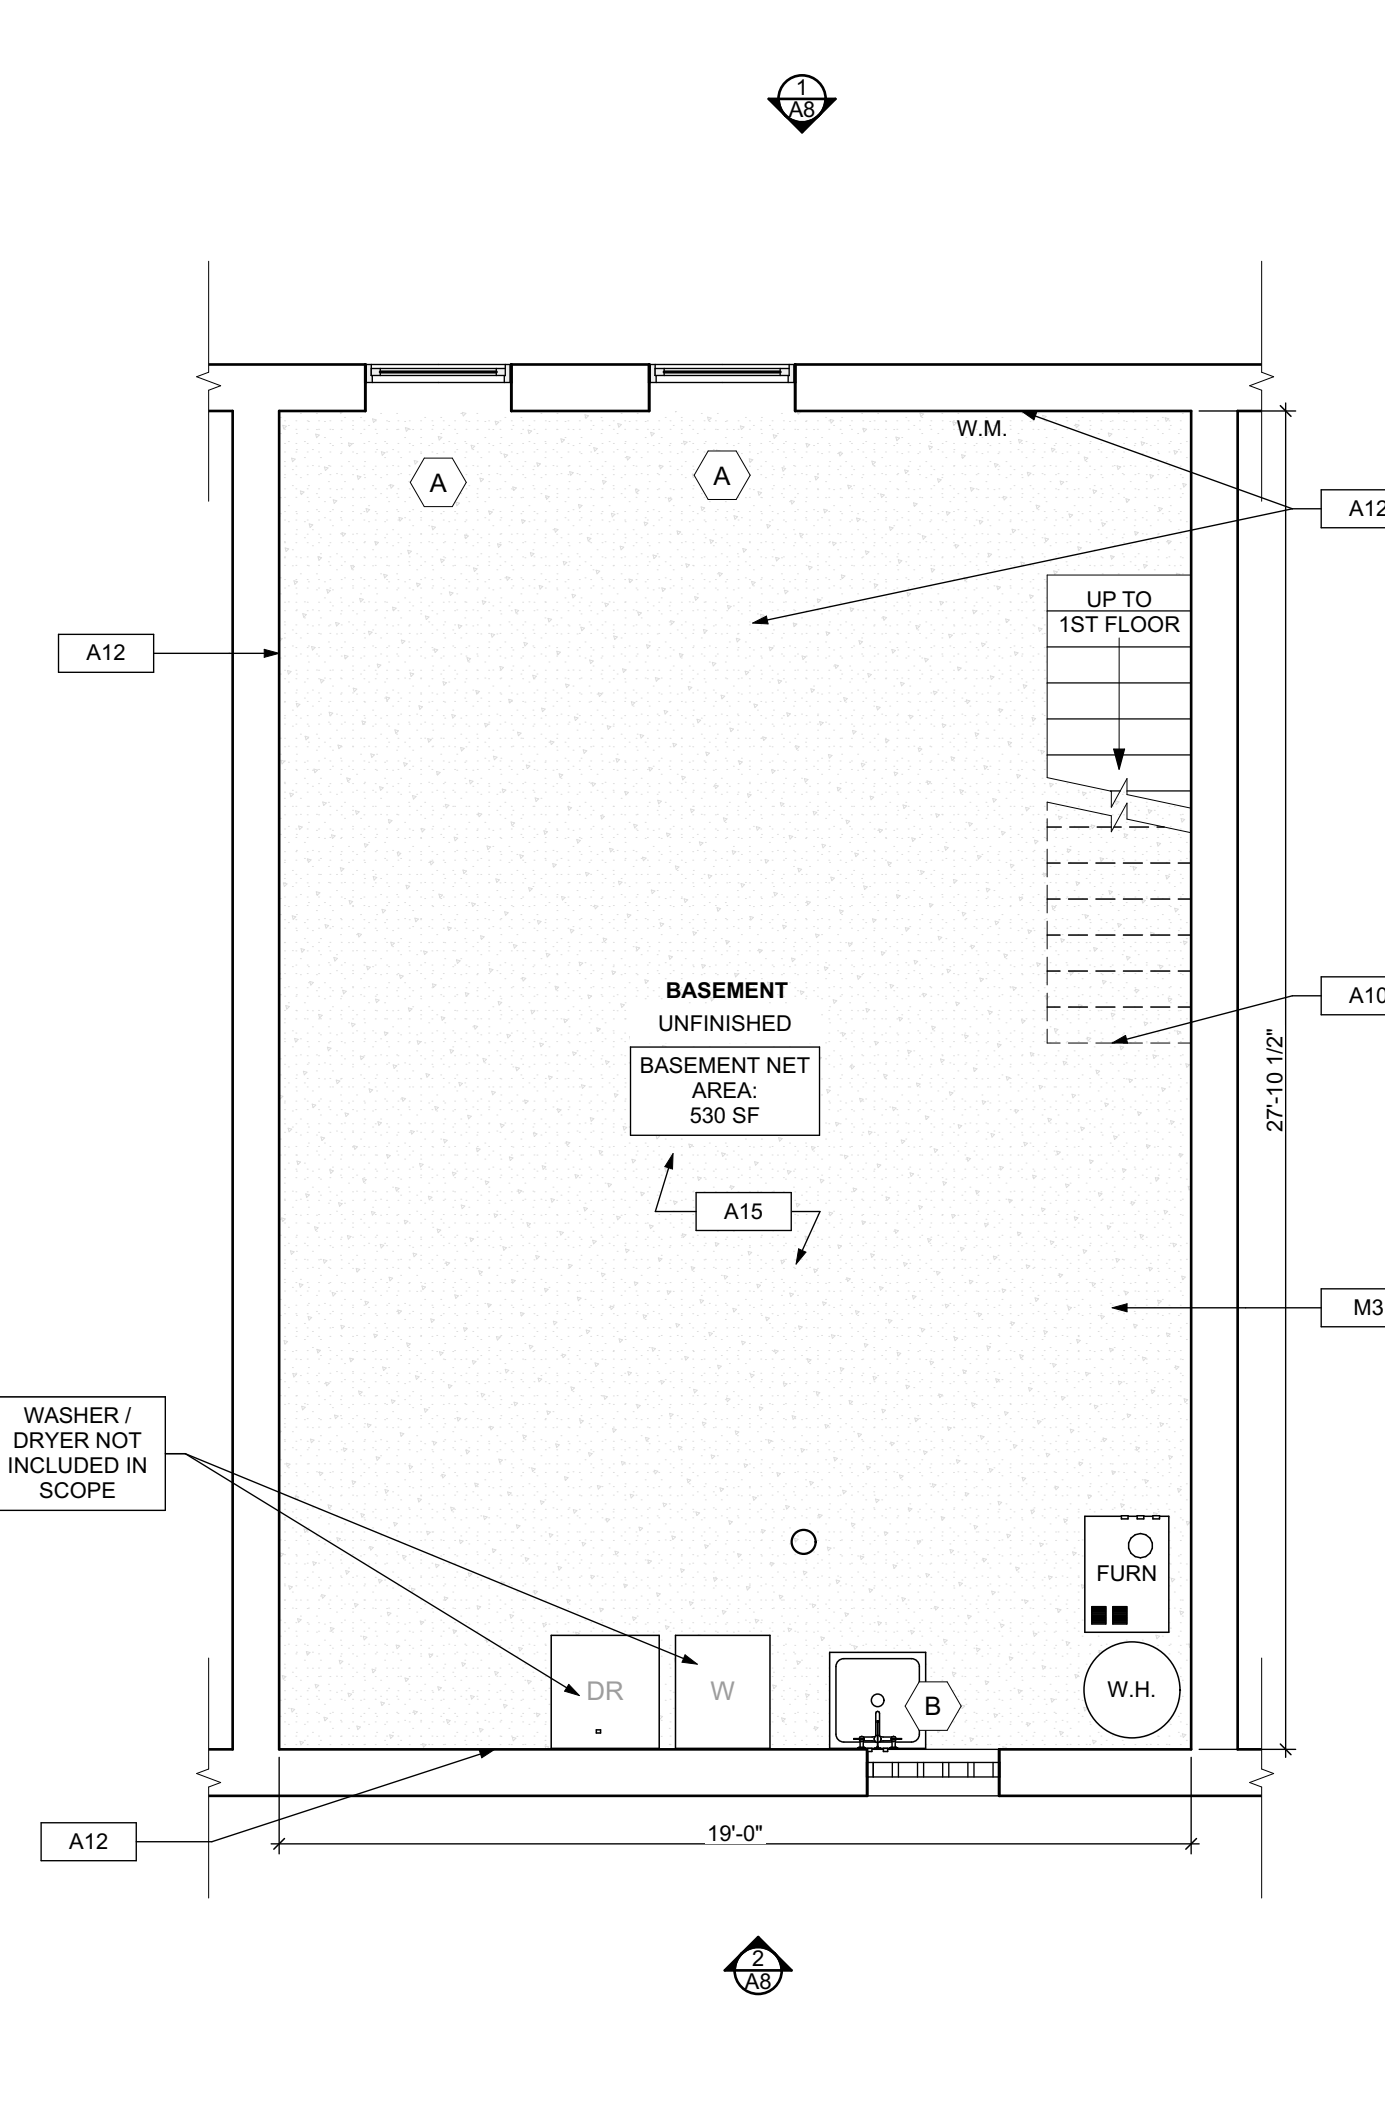 1
A8
W.M.
A
A
A12
UP TO
1ST FLOOR
A12
BASEMENT
UNFINISHED
BASEMENT NET
AREA:
530 SF
A10
27'-10 1/2"
A15
M3
WASHER /
DRYER NOT
INCLUDED IN
SCOPE
FURN
DR
W
B
W.H.
19'-0"
A12
2
A8